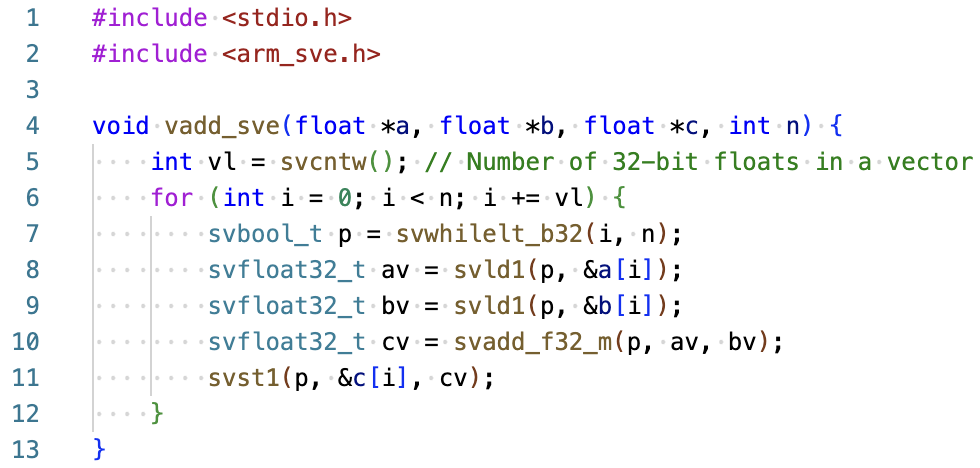 1 #include <stdio.h>
2 #include <arm_sve.h>
3
4 void vadd_sve(float *a, float *b, float *c, int n) {
5     int vl = svcntw(); // Number of 32-bit floats in a vector
6     for (int i = 0; i < n; i += vl) {
7         svbool_t p = svwhilelt_b32(i, n);
8         svfloat32_t av = svld1(p, &a[i]);
9         svfloat32_t bv = svld1(p, &b[i]);
10         svfloat32_t cv = svadd_f32_m(p, av, bv);
11         svst1(p, &c[i], cv);
12     }
13 }